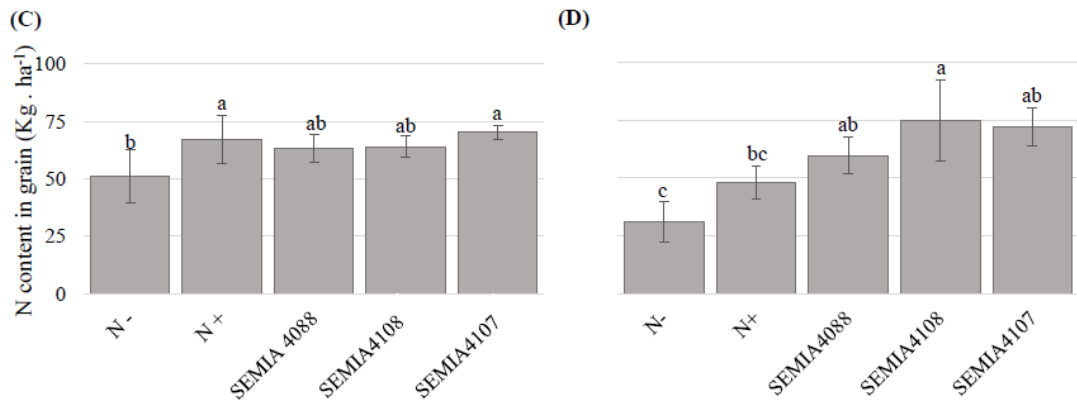 (C)
(D)
N content in grain (Kg . ha-1)
100
75
50
25
0
b
a
ab
ab
a
N -
N +
SEMIA 4088
SEMIA4108
SEMIA4107
c
bc
ab
a
ab
N-
N+
SEMIA4088
SEMIA4108
SEMIA4107